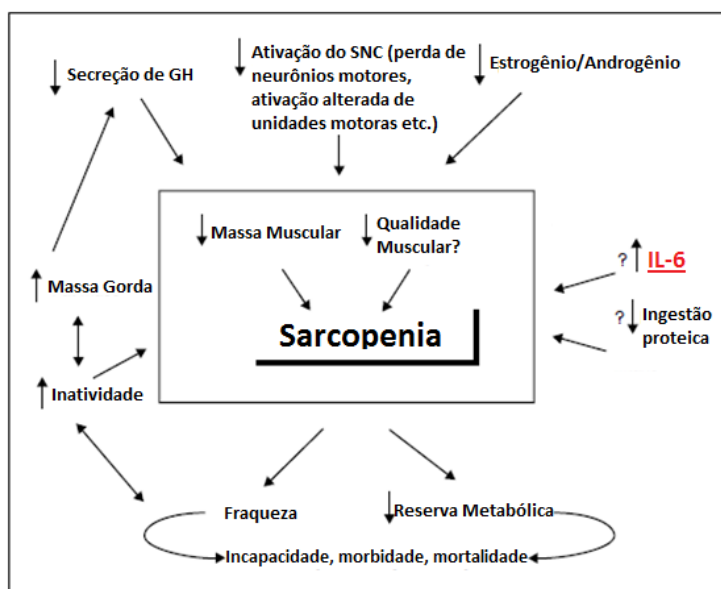 Secreção de GH
Ativação do SNC (perda de
neurônios motores,
ativação alterada de
unidades motoras etc.)
Estrogênio/Androgênio
Massa Muscular
Qualidade
Muscular?
Sarcopenia
Massa Gorda
Inatividade
? IL-6
? Ingestão
proteica
Fraqueza
Reserva Metabólica
Incapacidade, morbidade, mortalidade